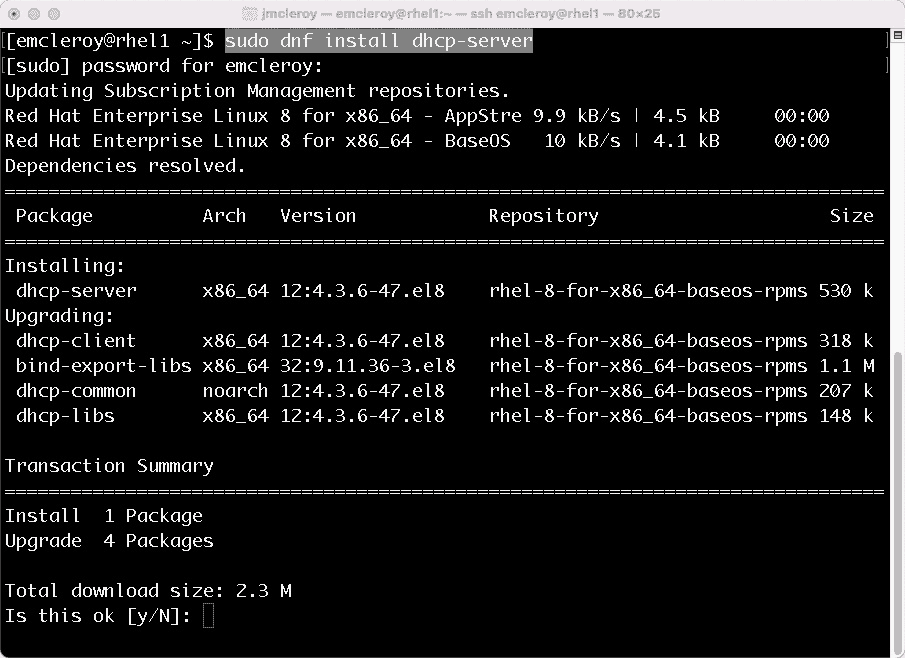 jmcleroy — emcleroy@rhel1:~ — ssh emcleroy@rhel1 — 80×25
[[emcleroy@rhel1 ~]$ sudo dnf install dhcp-server ]
[[sudo] password for emcleroy: ]
Updating Subscription Management repositories.
Red Hat Enterprise Linux 8 for x86_64 - AppStre 9.9 kB/s | 4.5 kB     00:00
Red Hat Enterprise Linux 8 for x86_64 - BaseOS   10 kB/s | 4.1 kB     00:00
Dependencies resolved.
================================================================================
 Package          Arch   Version            Repository                     Size
================================================================================
Installing:
 dhcp-server      x86_64 12:4.3.6-47.el8    rhel-8-for-x86_64-baseos-rpms 530 k
Upgrading:
 dhcp-client      x86_64 12:4.3.6-47.el8    rhel-8-for-x86_64-baseos-rpms 318 k
 bind-export-libs x86_64 32:9.11.36-3.el8   rhel-8-for-x86_64-baseos-rpms 1.1 M
 dhcp-common      noarch 12:4.3.6-47.el8    rhel-8-for-x86_64-baseos-rpms 207 k
 dhcp-libs        x86_64 12:4.3.6-47.el8    rhel-8-for-x86_64-baseos-rpms 148 k
Transaction Summary
================================================================================
Install  1 Package
Upgrade  4 Packages
Total download size: 2.3 M
Is this ok [y/N]: